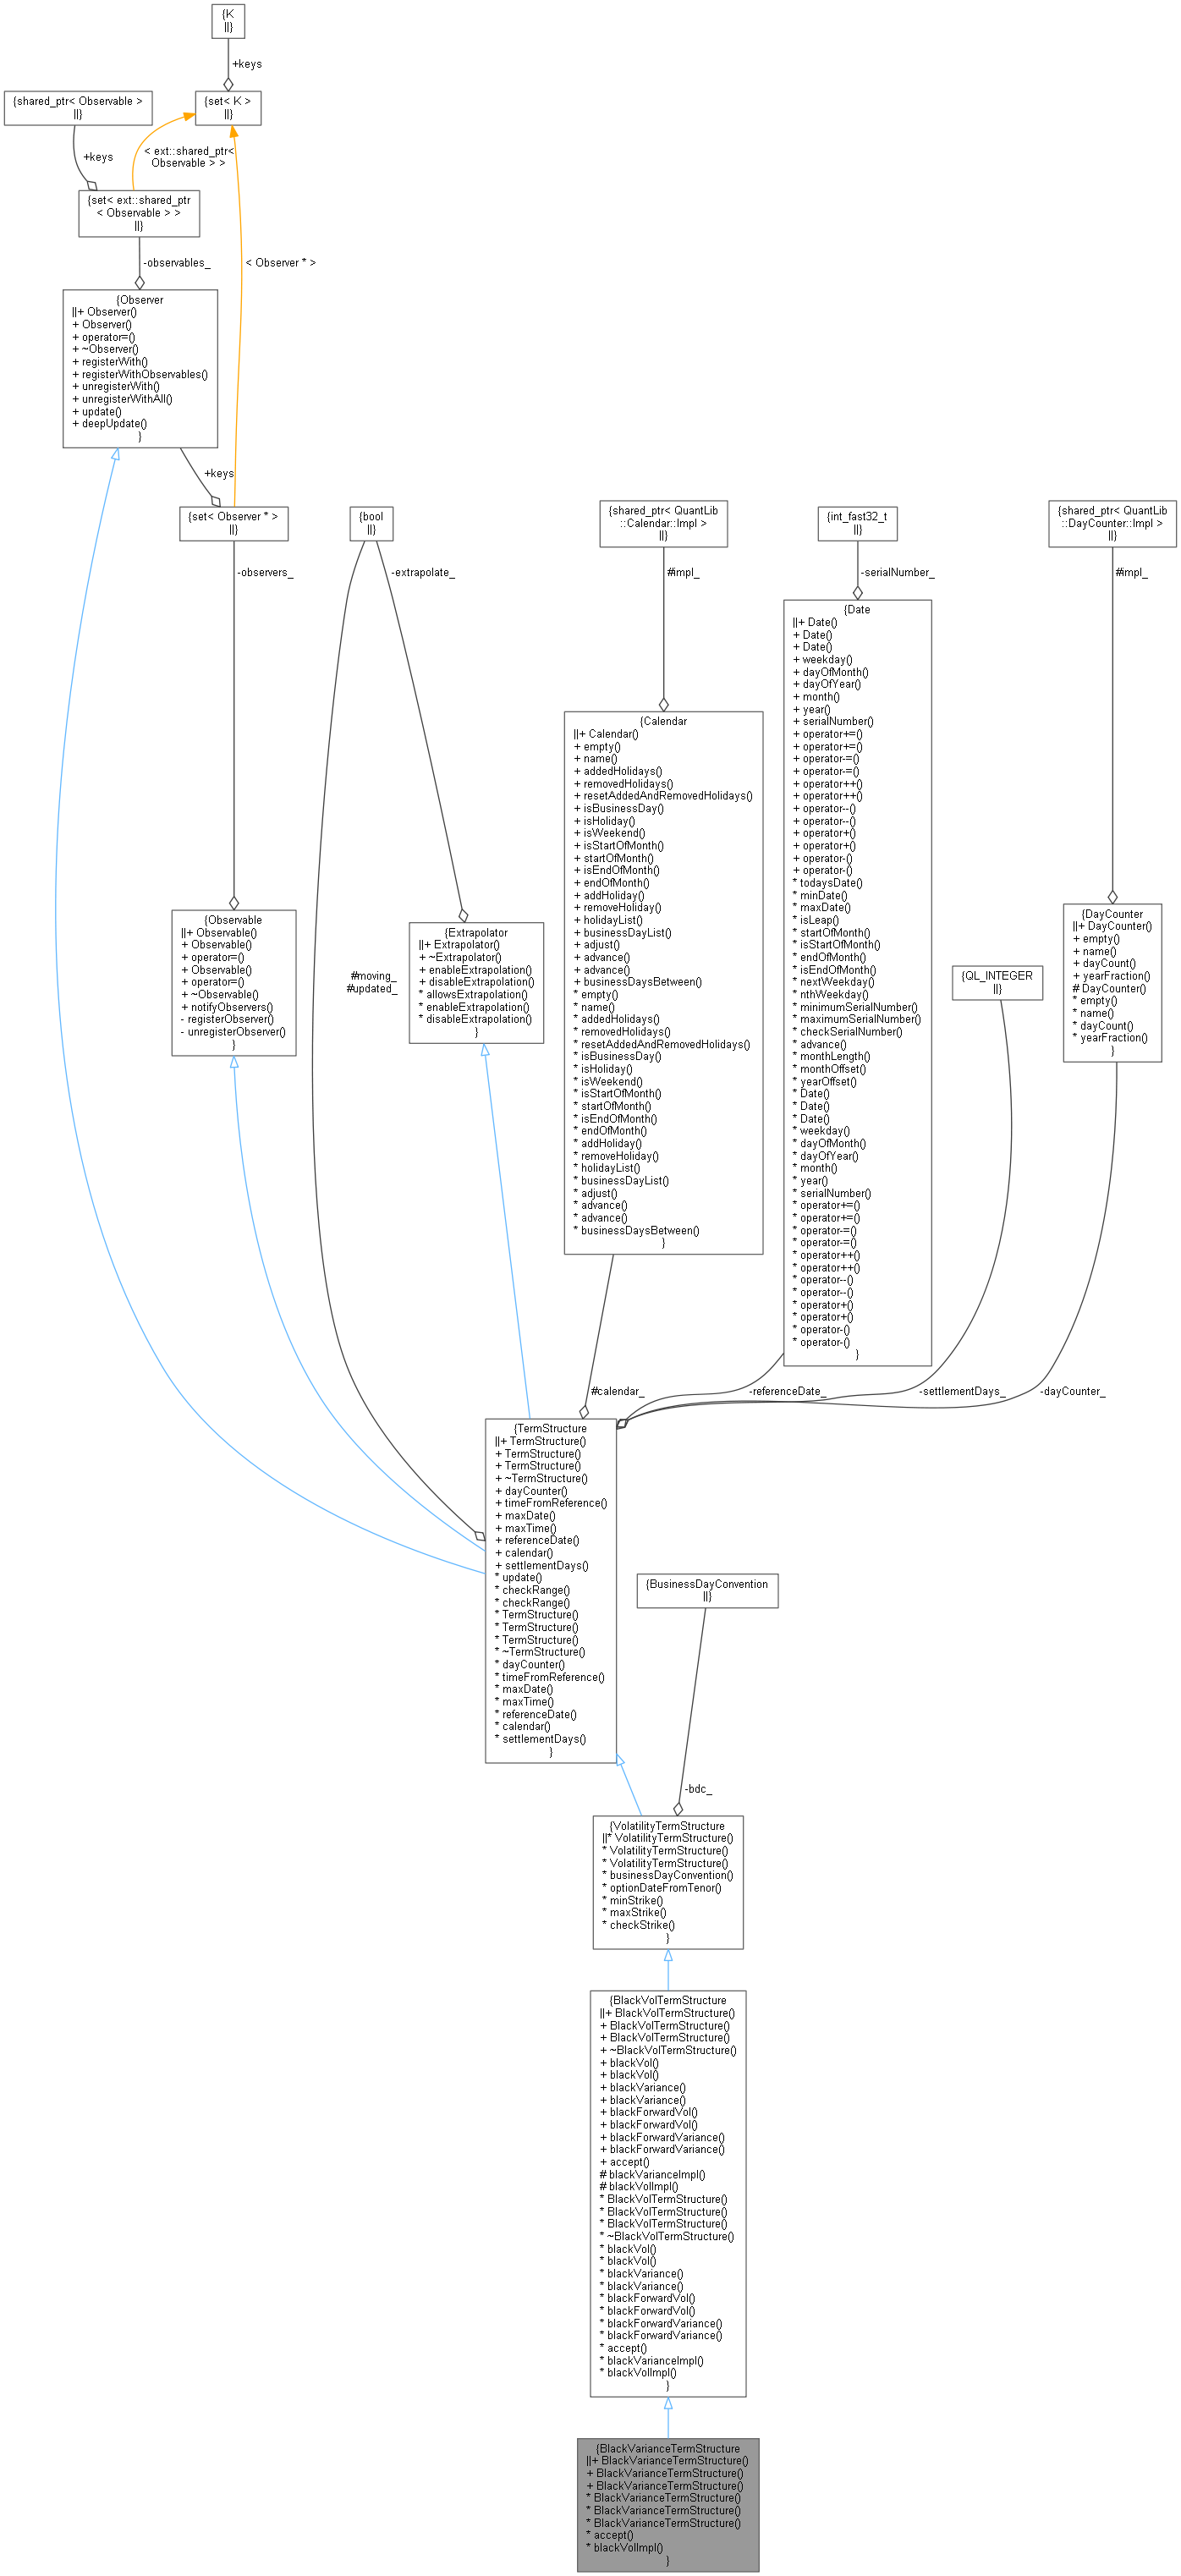 {K
||}
+keys
{shared_ptr< Observable >
||}
{set< K >
||}
+keys
< ext::shared_ptr<
Observable > >
{set< ext::shared_ptr
< Observable > >
||}
-observables_
< Observer * >
{Observer
||+ Observer()
+ Observer()
+ operator=()
+ ~Observer()
+ registerWith()
+ registerWithObservables()
+ unregisterWith()
+ unregisterWithAll()
+ update()
+ deepUpdate()
}
+keys
{set< Observer * >
||}
{bool
||}
{shared_ptr< QuantLib
::Calendar::Impl >
||}
{int_fast32_t
||}
{shared_ptr< QuantLib
::DayCounter::Impl >
||}
-observers_
-extrapolate_
#impl_
-serialNumber_
#impl_
{Date
||+ Date()
+ Date()
+ Date()
+ weekday()
+ dayOfMonth()
+ dayOfYear()
+ month()
+ year()
+ serialNumber()
+ operator+=()
+ operator+=()
+ operator-=()
+ operator-=()
+ operator++()
+ operator++()
+ operator--()
+ operator--()
+ operator+()
+ operator+()
+ operator-()
+ operator-()
* todaysDate()
* minDate()
* maxDate()
* isLeap()
* startOfMonth()
* isStartOfMonth()
* endOfMonth()
* isEndOfMonth()
* nextWeekday()
* nthWeekday()
* minimumSerialNumber()
* maximumSerialNumber()
* checkSerialNumber()
* advance()
* monthLength()
* monthOffset()
* yearOffset()
* Date()
* Date()
* Date()
* weekday()
* dayOfMonth()
* dayOfYear()
* month()
* year()
* serialNumber()
* operator+=()
* operator+=()
* operator-=()
* operator-=()
* operator++()
* operator++()
* operator--()
* operator--()
* operator+()
* operator+()
* operator-()
* operator-()
}
{Calendar
||+ Calendar()
+ empty()
+ name()
+ addedHolidays()
+ removedHolidays()
+ resetAddedAndRemovedHolidays()
+ isBusinessDay()
+ isHoliday()
+ isWeekend()
+ isStartOfMonth()
+ startOfMonth()
+ isEndOfMonth()
+ endOfMonth()
+ addHoliday()
+ removeHoliday()
+ holidayList()
+ businessDayList()
+ adjust()
+ advance()
+ advance()
+ businessDaysBetween()
* empty()
* name()
* addedHolidays()
* removedHolidays()
* resetAddedAndRemovedHolidays()
* isBusinessDay()
* isHoliday()
* isWeekend()
* isStartOfMonth()
* startOfMonth()
* isEndOfMonth()
* endOfMonth()
* addHoliday()
* removeHoliday()
* holidayList()
* businessDayList()
* adjust()
* advance()
* advance()
* businessDaysBetween()
}
{Observable
||+ Observable()
+ Observable()
+ operator=()
+ Observable()
+ operator=()
+ ~Observable()
+ notifyObservers()
- registerObserver()
- unregisterObserver()
}
#moving_
#updated_
{Extrapolator
||+ Extrapolator()
+ ~Extrapolator()
+ enableExtrapolation()
+ disableExtrapolation()
* allowsExtrapolation()
* enableExtrapolation()
* disableExtrapolation()
}
{QL_INTEGER
||}
{DayCounter
||+ DayCounter()
+ empty()
+ name()
+ dayCount()
+ yearFraction()
# DayCounter()
* empty()
* name()
* dayCount()
* yearFraction()
}
#calendar_
-referenceDate_
-settlementDays_
-dayCounter_
{TermStructure
||+ TermStructure()
+ TermStructure()
+ TermStructure()
+ ~TermStructure()
+ dayCounter()
+ timeFromReference()
+ maxDate()
+ maxTime()
+ referenceDate()
+ calendar()
+ settlementDays()
* update()
* checkRange()
* checkRange()
* TermStructure()
* TermStructure()
* TermStructure()
* ~TermStructure()
* dayCounter()
* timeFromReference()
* maxDate()
* maxTime()
* referenceDate()
* calendar()
* settlementDays()
}
{BusinessDayConvention
||}
-bdc_
{VolatilityTermStructure
||* VolatilityTermStructure()
* VolatilityTermStructure()
* VolatilityTermStructure()
* businessDayConvention()
* optionDateFromTenor()
* minStrike()
* maxStrike()
* checkStrike()
}
{BlackVolTermStructure
||+ BlackVolTermStructure()
+ BlackVolTermStructure()
+ BlackVolTermStructure()
+ ~BlackVolTermStructure()
+ blackVol()
+ blackVol()
+ blackVariance()
+ blackVariance()
+ blackForwardVol()
+ blackForwardVol()
+ blackForwardVariance()
+ blackForwardVariance()
+ accept()
# blackVarianceImpl()
# blackVolImpl()
* BlackVolTermStructure()
* BlackVolTermStructure()
* BlackVolTermStructure()
* ~BlackVolTermStructure()
* blackVol()
* blackVol()
* blackVariance()
* blackVariance()
* blackForwardVol()
* blackForwardVol()
* blackForwardVariance()
* blackForwardVariance()
* accept()
* blackVarianceImpl()
* blackVolImpl()
}
{BlackVarianceTermStructure
||+ BlackVarianceTermStructure()
+ BlackVarianceTermStructure()
+ BlackVarianceTermStructure()
* BlackVarianceTermStructure()
* BlackVarianceTermStructure()
* BlackVarianceTermStructure()
* accept()
* blackVolImpl()
}